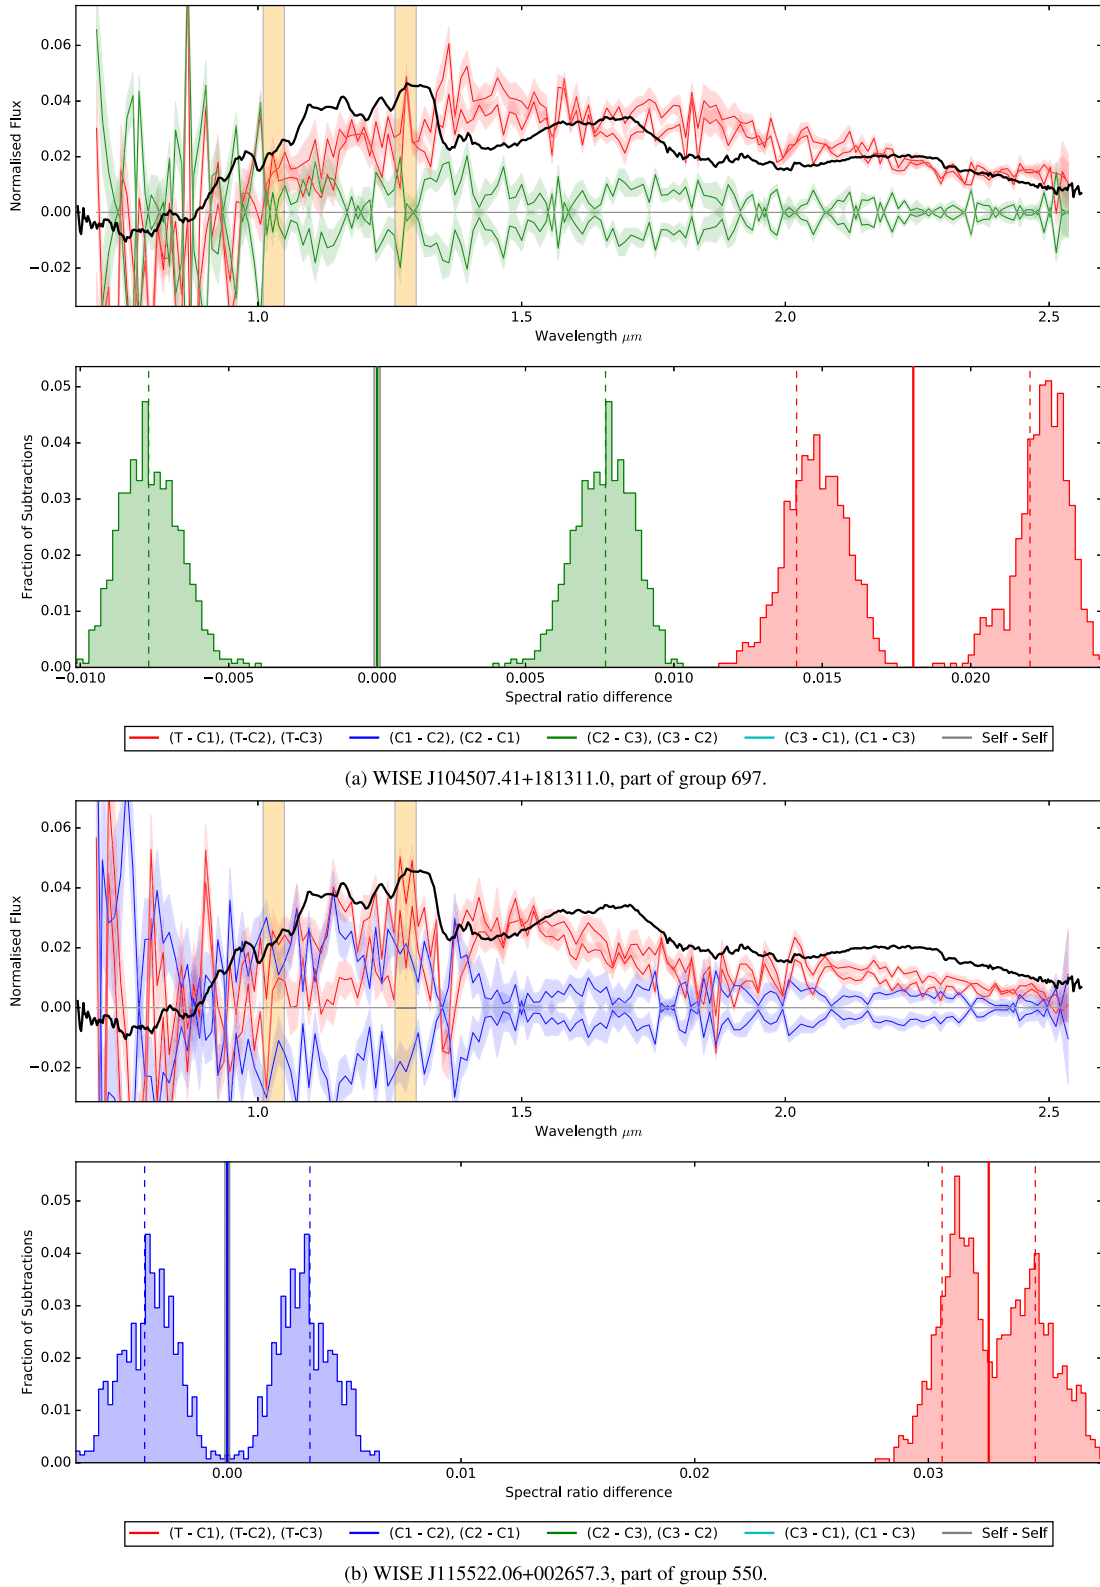 0.06
0.04
0.02
0.00
−0.02
Normalised Flux
1.0
1.5
2.0
2.5
Wavelength μm
0.05
0.04
0.03
0.02
0.01
0.00
Fraction of Subtractions
−0.010
−0.005
0.000
0.005
0.010
0.015
0.020
Spectral ratio difference
(T - C1), (T-C2), (T-C3)
(C1 - C2), (C2 - C1)
(C2 - C3), (C3 - C2)
(C3 - C1), (C1 - C3)
Self - Self
(a) WISE J104507.41+181311.0, part of group 697.
0.06
0.04
0.02
0.00
−0.02
Normalised Flux
1.0
1.5
2.0
2.5
Wavelength μm
0.05
0.04
0.03
0.02
0.01
0.00
Fraction of Subtractions
0.00
0.01
0.02
0.03
Spectral ratio difference
(T - C1), (T-C2), (T-C3)
(C1 - C2), (C2 - C1)
(C2 - C3), (C3 - C2)
(C3 - C1), (C1 - C3)
Self - Self
(b) WISE J115522.06+002657.3, part of group 550.